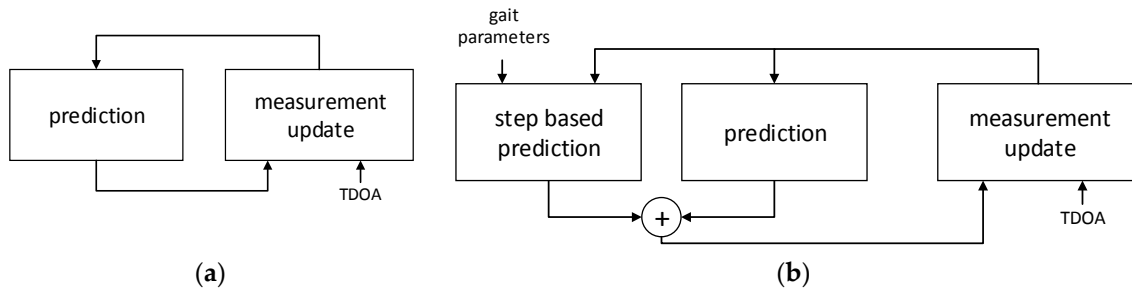 prediction
measurement
update
TDOA
(a)
gait
parameters
step based
prediction
prediction
measurement
update
+
TDOA
(b)